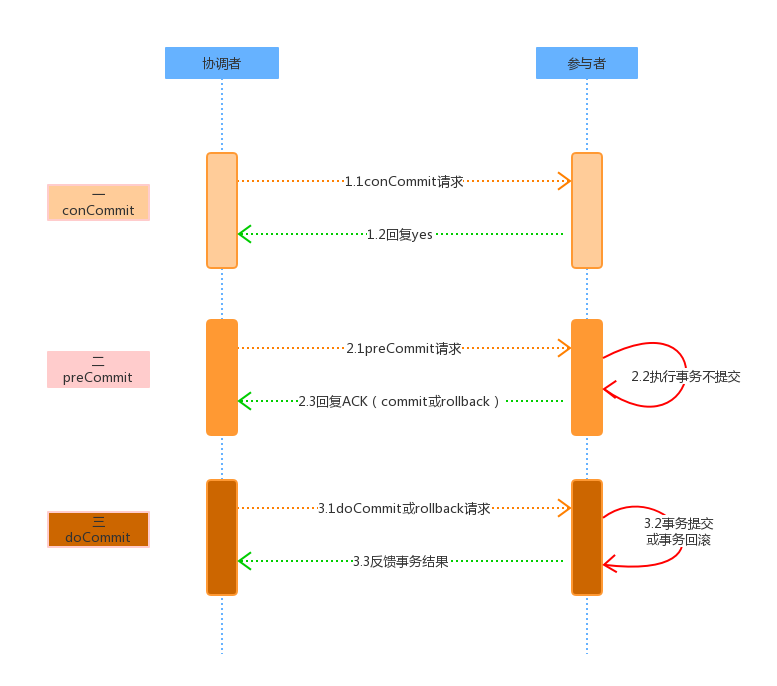 协调者
参与者
一
conCommit
1.1conCommit请求
1.2回复yes
二
preCommit
2.1preCommit请求
2.2执行事务不提交
2.3回复ACK（commit或rollback）
三
doCommit
3.1doCommit或rollback请求
3.2事务提交
或事务回滚
3.3反馈事务结果